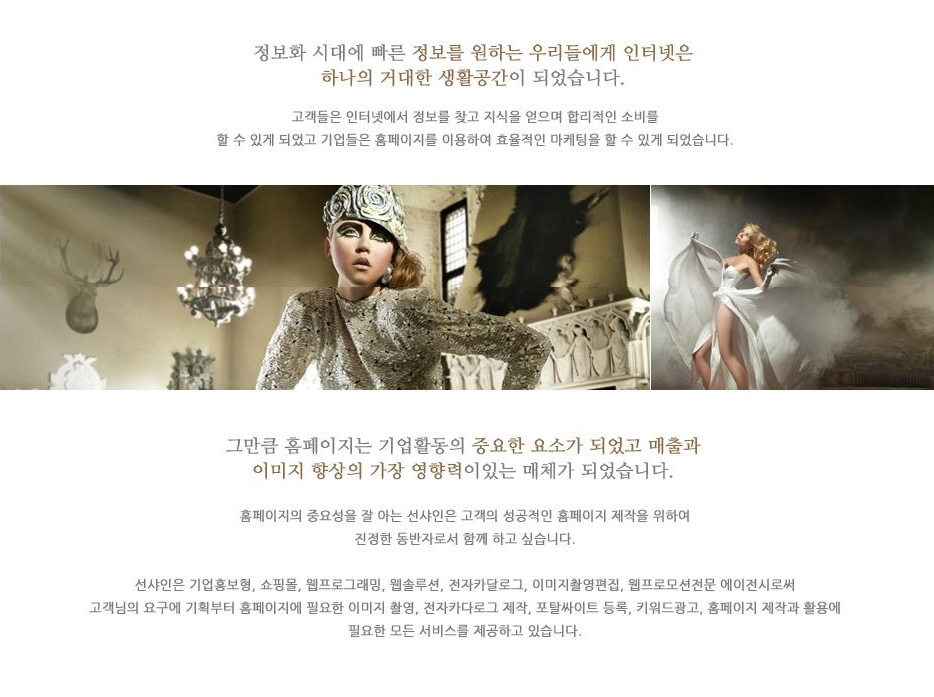 정보화 시대에 빠른 정보를 원하는 우리들에게 인터넷은
하나의 거대한 생활공간이 되었습니다.
고객들은 인터넷에서 정보를 찾고 지식을 얻으며 합리적인 소비를
할 수 있게 되었고 기업들은 홈페이지를 이용하여 효율적인 마케팅을 할 수 있게 되었습니다.
그만큼 홈페이지는 기업활동의 중요한 요소가 되었고 매출과
이미지 향상의 가장 영향력이있는 매체가 되었습니다.
홈페이지의 중요성을 잘 아는 선샤인은 고객의 성공적인 홈페이지 제작을 위하여
진정한 동반자로서 함께 하고 싶습니다.
선샤인은 기업홍보형, 쇼핑몰, 웹프로그래밍, 웹솔루션, 전자카달로그, 이미지촬영편집, 웹프로모션전문 에이전시로써
고객님의 요구에 기획부터 홈페이지에 필요한 이미지 촬영, 전자카다로그 제작, 포탈싸이트 등록, 키워드광고, 홈페이지 제작과 활용에
필요한 모든 서비스를 제공하고 있습니다.